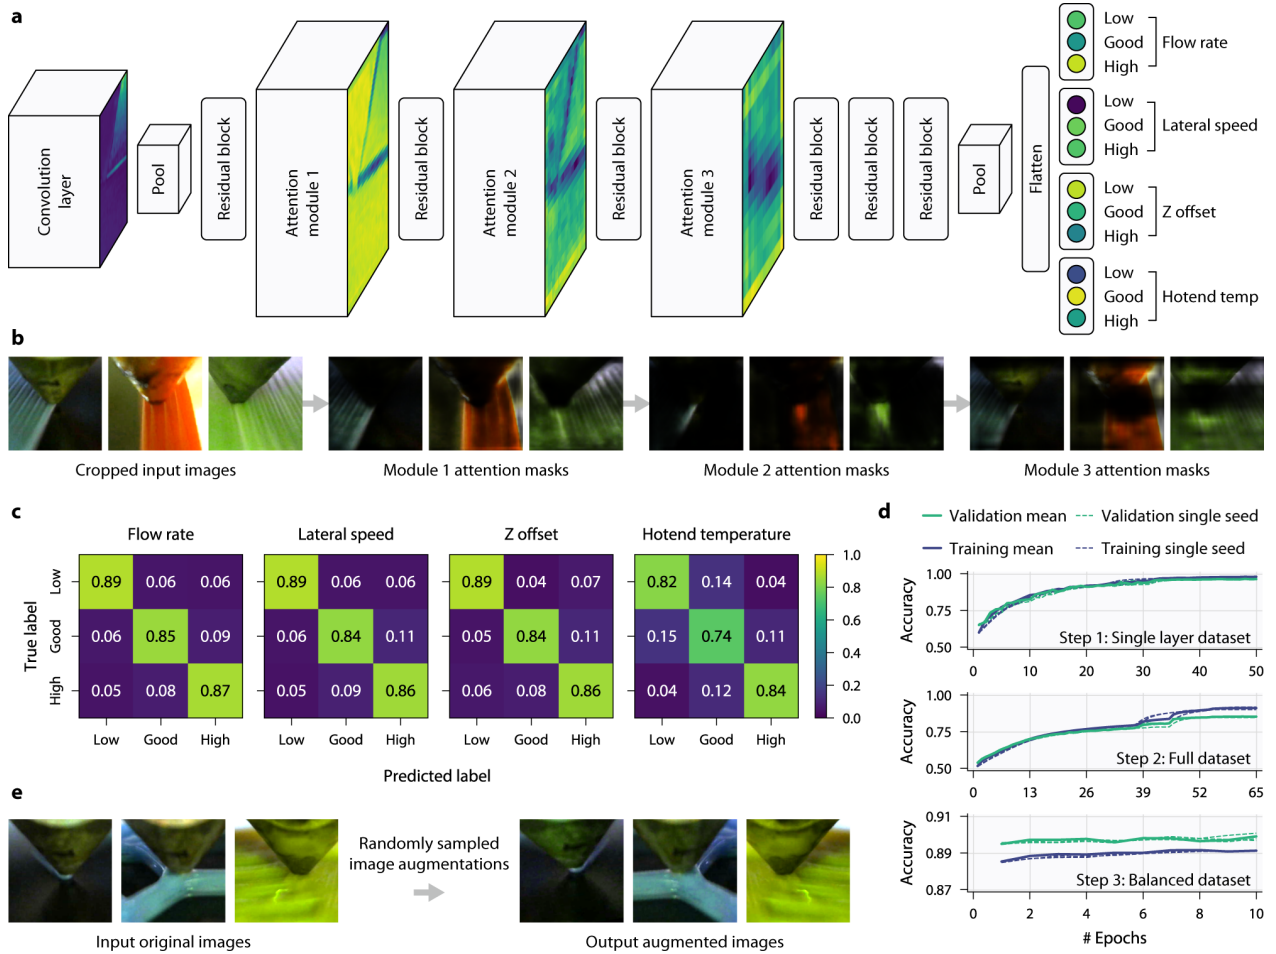 a
Convolution
layer
Pool
Residual block
Attention
module 1
Residual block
Attention
module 2
Residual block
Attention
module 3
Residual block
Residual block
Residual block
Pool
Flatten
Low
Good
High
Flow rate
Low
Good
High
Lateral speed
Low
Good
High
Z offset
Low
Good
High
Hotend temp
b
Cropped input images
Module 1 attention masks
Module 2 attention masks
Module 3 attention masks
c
Flow rate
Lateral speed
Z offset
Hotend temperature
True label
Low
Good
High
0.89 0.06 0.06
0.06 0.85 0.09
0.05 0.08 0.87
Low Good High
0.89 0.06 0.06
0.06 0.84 0.11
0.05 0.09 0.86
Low Good High
0.89 0.04 0.07
0.05 0.84 0.11
0.06 0.08 0.86
Low Good High
0.82 0.14 0.04
0.15 0.74 0.11
0.04 0.12 0.84
Low Good High
1.0
0.8
0.6
0.4
0.2
0.0
Predicted label
d
Validation mean
Validation single seed
Training mean
Training single seed
Accuracy
1.00
0.75
0.50
Step 1: Single layer dataset
0 10 20 30 40 50
Accuracy
1.00
0.75
0.50
Step 2: Full dataset
0 13 26 39 52 65
Accuracy
0.91
0.89
0.87
Step 3: Balanced dataset
0 2 4 6 8 10
# Epochs
e
Randomly sampled
image augmentations
Input original images
Output augmented images